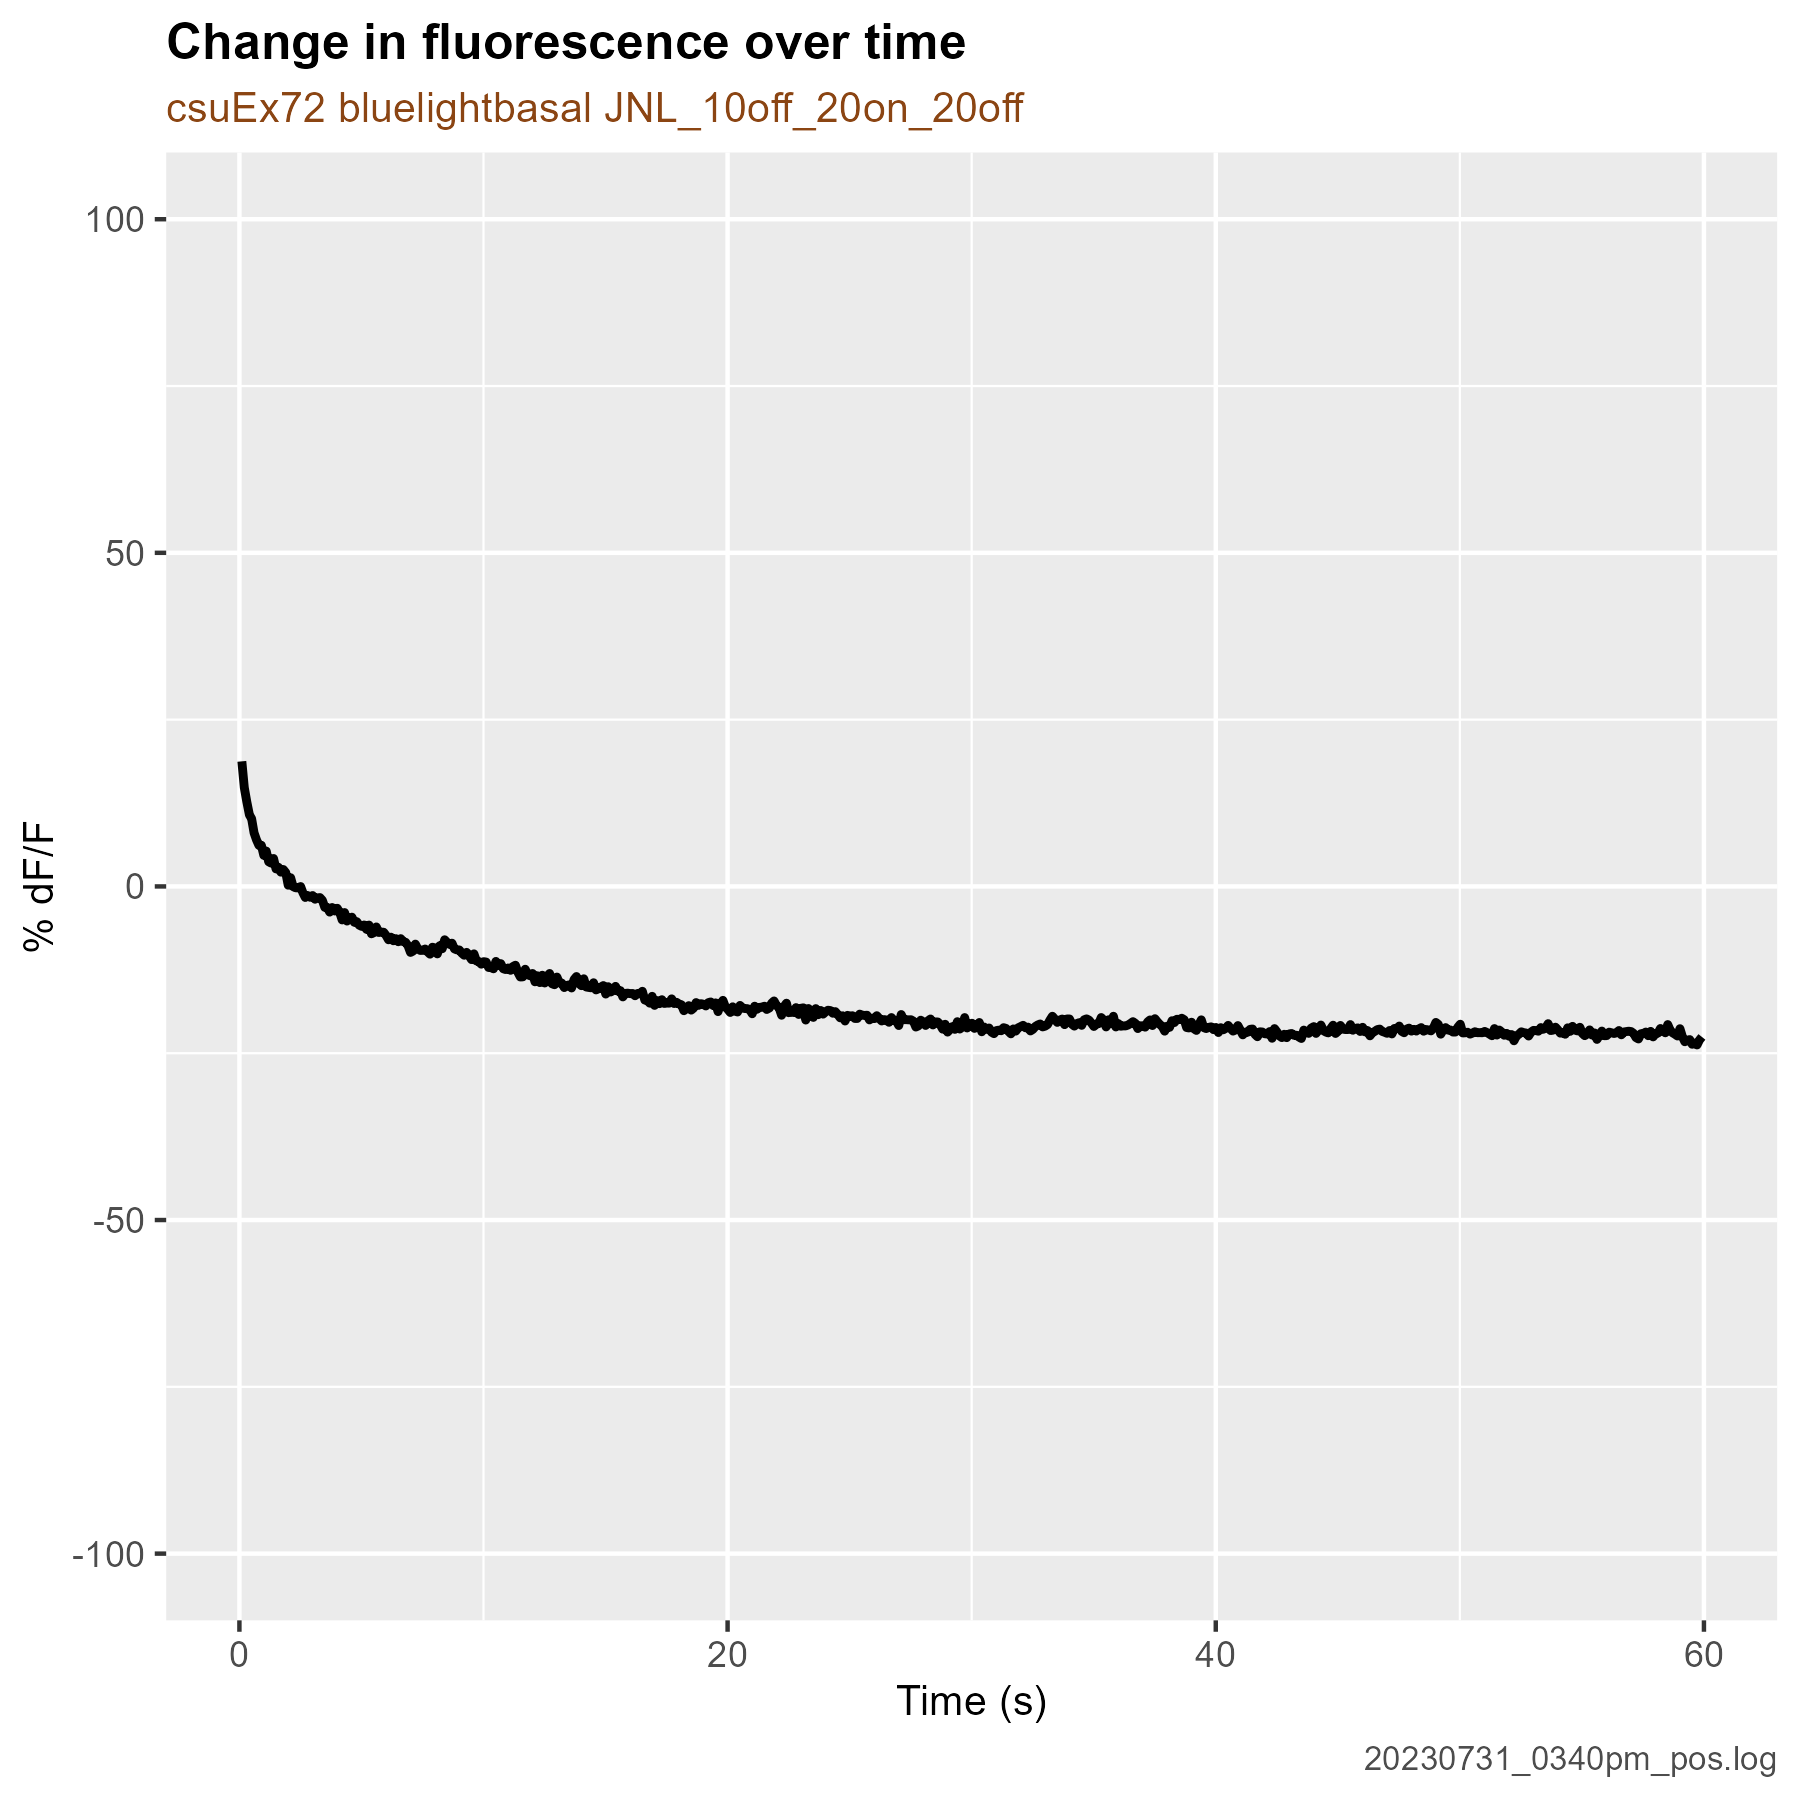 Change in fluorescence over time
csuEx72 bluelightbasal JNL_10off_20on_20off
100
50
0
-50
-100
% dF/F
0 20 40 60
Time (s)
20230731_0340pm_pos.log